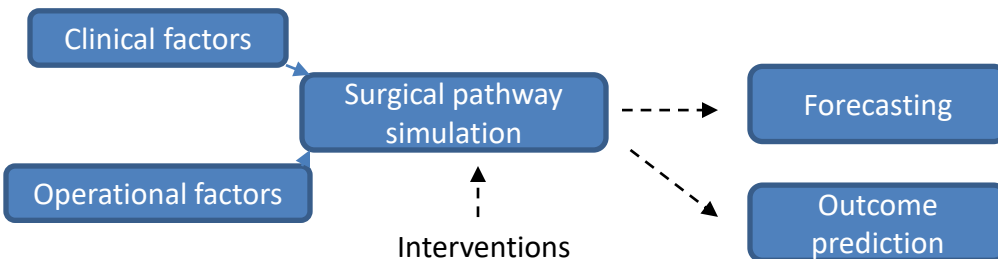 Clinical factors
Surgical pathway
simulation
Forecasting
Operational factors
Outcome
prediction
Interventions